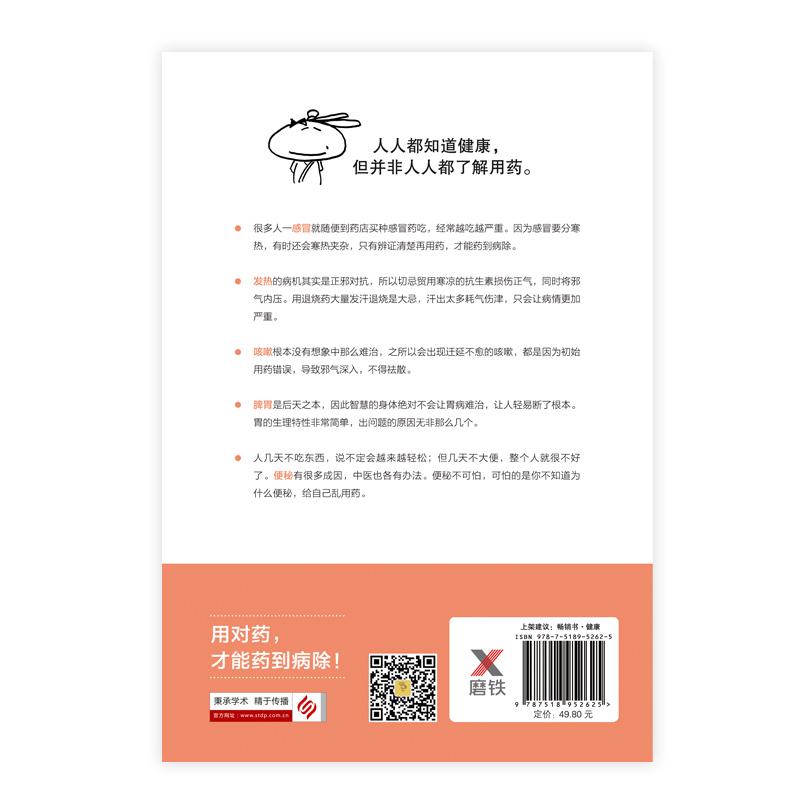 人人都知道健康，
但并非人人都了解用药。
很多人一感冒就随便到药店买种感冒药吃，经常越吃越严重。因为感冒要分寒
热，有时还会寒热夹杂，只有辨证清楚再用药，才能药到病除。
发热的病机其实是正邪对抗，所以切忌贸用寒凉的抗生素损伤正气，同时将邪
气内压。用退烧药大量发汗退烧是大忌，汗出太多耗气伤津，只会让病情更加
严重。
咳嗽根本没有想象中那么难治，之所以会出现迁延不愈的咳嗽，都是因为初始
用药错误，导致邪气深入，不得祛散。
脾胃是后天之本，因此智慧的身体绝对不会让胃病难治，让人轻易断了根本。
胃的生理特性非常简单，出问题的原因无非那么几个。
人几天不吃东西，说不定会越来越轻松；但几天不大便，整个人就很不好
了。便秘有很多成因，中医也各有办法。便秘不可怕，可怕的是你不知道为
什么便秘，给自己乱用药。
用对药，
才能药到病除！
秉承学术 精于传播
官方网址：www.stdp.com.cn
磨铁
上架建议：畅销书·健康
ISBN 978-7-5189-5262-5
9 787518 952625 >
定价：49.80 元